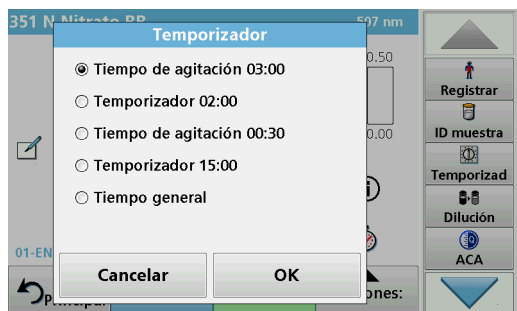 351 N Nitrato RR
507 nm
Temporizador
0.50
Tiempo de agitación 03:00
Temporizador 02:00
Tiempo de agitación 00:30
0.00
Temporizador 15:00
Tiempo general
01-EN
Cancelar
OK
ones:
Registrar
ID muestra
Temporizad
Dilución
ACA